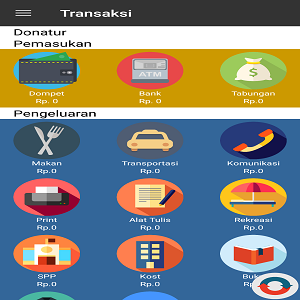 Transaksi
Donatur
Pemasukan
Dompet Bank Tabungan
Rp. 0 Rp. 0 Rp. 0
Pengeluaran
ATM
Makan Transportasi Komunikasi
Rp.0 Rp.0 Rp.0
Print Alat Tulis Rekreasi
Rp.0 Rp.0 Rp.0
SPP Kost
Rp.0 Rp.0 Rp.0